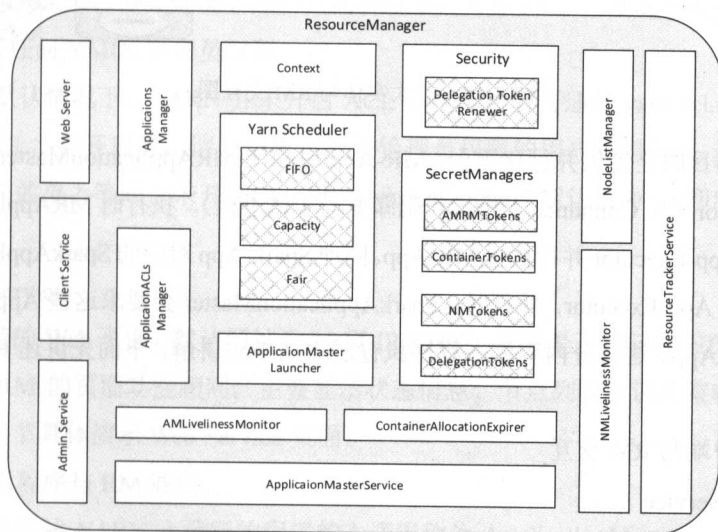 ResourceManager
Web Server
Client Service
Admin Service
Applicaions
Manager
ApplicaionACLs
Manager
Context
Yarn Scheduler
FIFO
Capacity
Fair
ApplicaionMaster
Launcher
Security
Delegation Token
Renewer
SecretManagers
AMRMTokens
ContainerTokens
NMTokens
DelegationTokens
AMLivelinessMonitor
ContainerAllocationExpirer
ApplicaionMasterService
NodeListManager
NMLivelinessMonitor
ResourceTrackerService